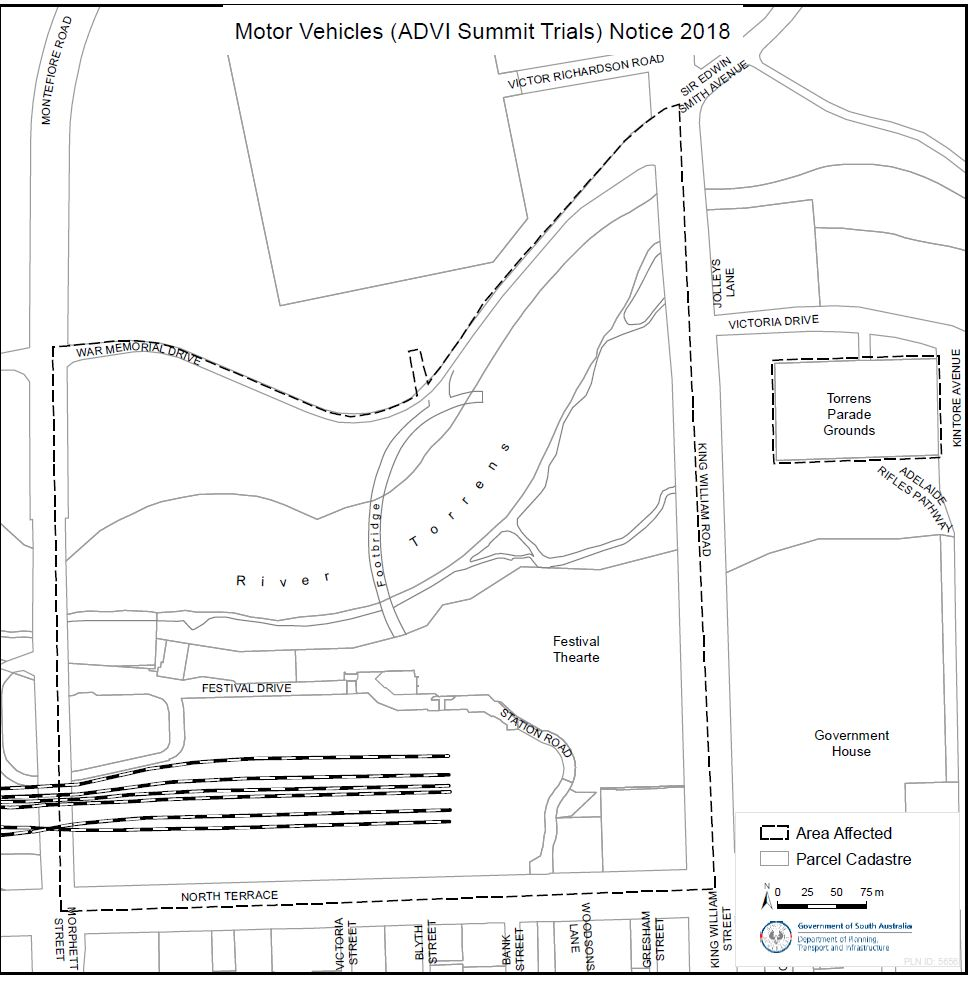 Motor Vehicles (ADVI Summit Trials) Notice 2018
MONTEFIORE ROAD
VICTOR RICHARDSON ROAD
SIR EDWIN
SMITH AVENUE
JOLLEYS
LANE
VICTORIA DRIVE
WAR MEMORIAL DRIVE
KINTORE AVENUE
Torrens
Parade
Grounds
ADELAIDE
RIFLES PATHWAY
KING WILLIAM ROAD
Footbridge
River Torrens
Festival
Thearte
FESTIVAL DRIVE
STATION ROAD
Government
House
NORTH TERRACE
MORPHETT
STREET
VICTORIA
STREET
BLYTH
STREET
BANK
STREET
WOODSONS
LANE
GRESHAM
STREET
KING WILLIAM
STREET
Area Affected
Parcel Cadastre
N
0 25 50 75 m
Government of South Australia
Department of Planning,
Transport and Infrastructure